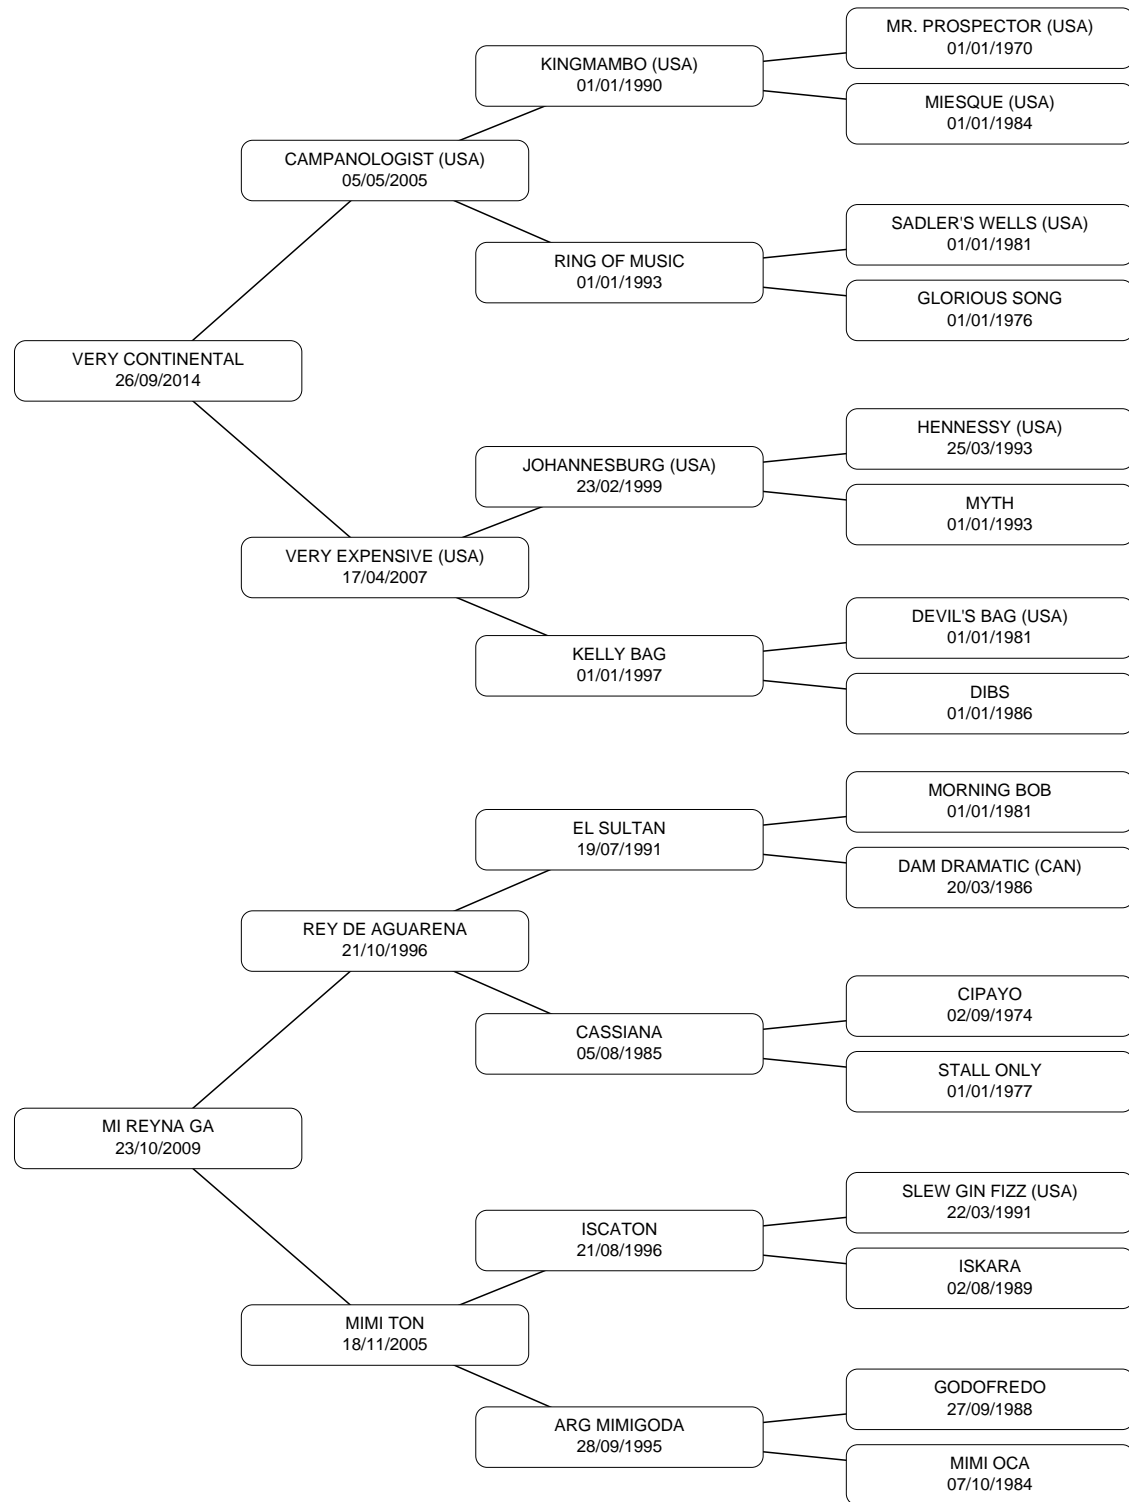 MR. PROSPECTOR (USA)
01/01/1970
KINGMAMBO (USA)
01/01/1990
MIESQUE (USA)
01/01/1984
CAMPANOLOGIST (USA)
05/05/2005
SADLER'S WELLS (USA)
01/01/1981
RING OF MUSIC
01/01/1993
GLORIOUS SONG
01/01/1976
VERY CONTINENTAL
26/09/2014
HENNESSY (USA)
25/03/1993
JOHANNESBURG (USA)
23/02/1999
MYTH
01/01/1993
VERY EXPENSIVE (USA)
17/04/2007
DEVIL'S BAG (USA)
01/01/1981
KELLY BAG
01/01/1997
DIBS
01/01/1986
MORNING BOB
01/01/1981
EL SULTAN
19/07/1991
DAM DRAMATIC (CAN)
20/03/1986
REY DE AGUARENA
21/10/1996
CIPAYO
02/09/1974
CASSIANA
05/08/1985
STALL ONLY
01/01/1977
MI REYNA GA
23/10/2009
SLEW GIN FIZZ (USA)
22/03/1991
ISCATON
21/08/1996
ISKARA
02/08/1989
MIMI TON
18/11/2005
GODOFREDO
27/09/1988
ARG MIMIGODA
28/09/1995
MIMI OCA
07/10/1984